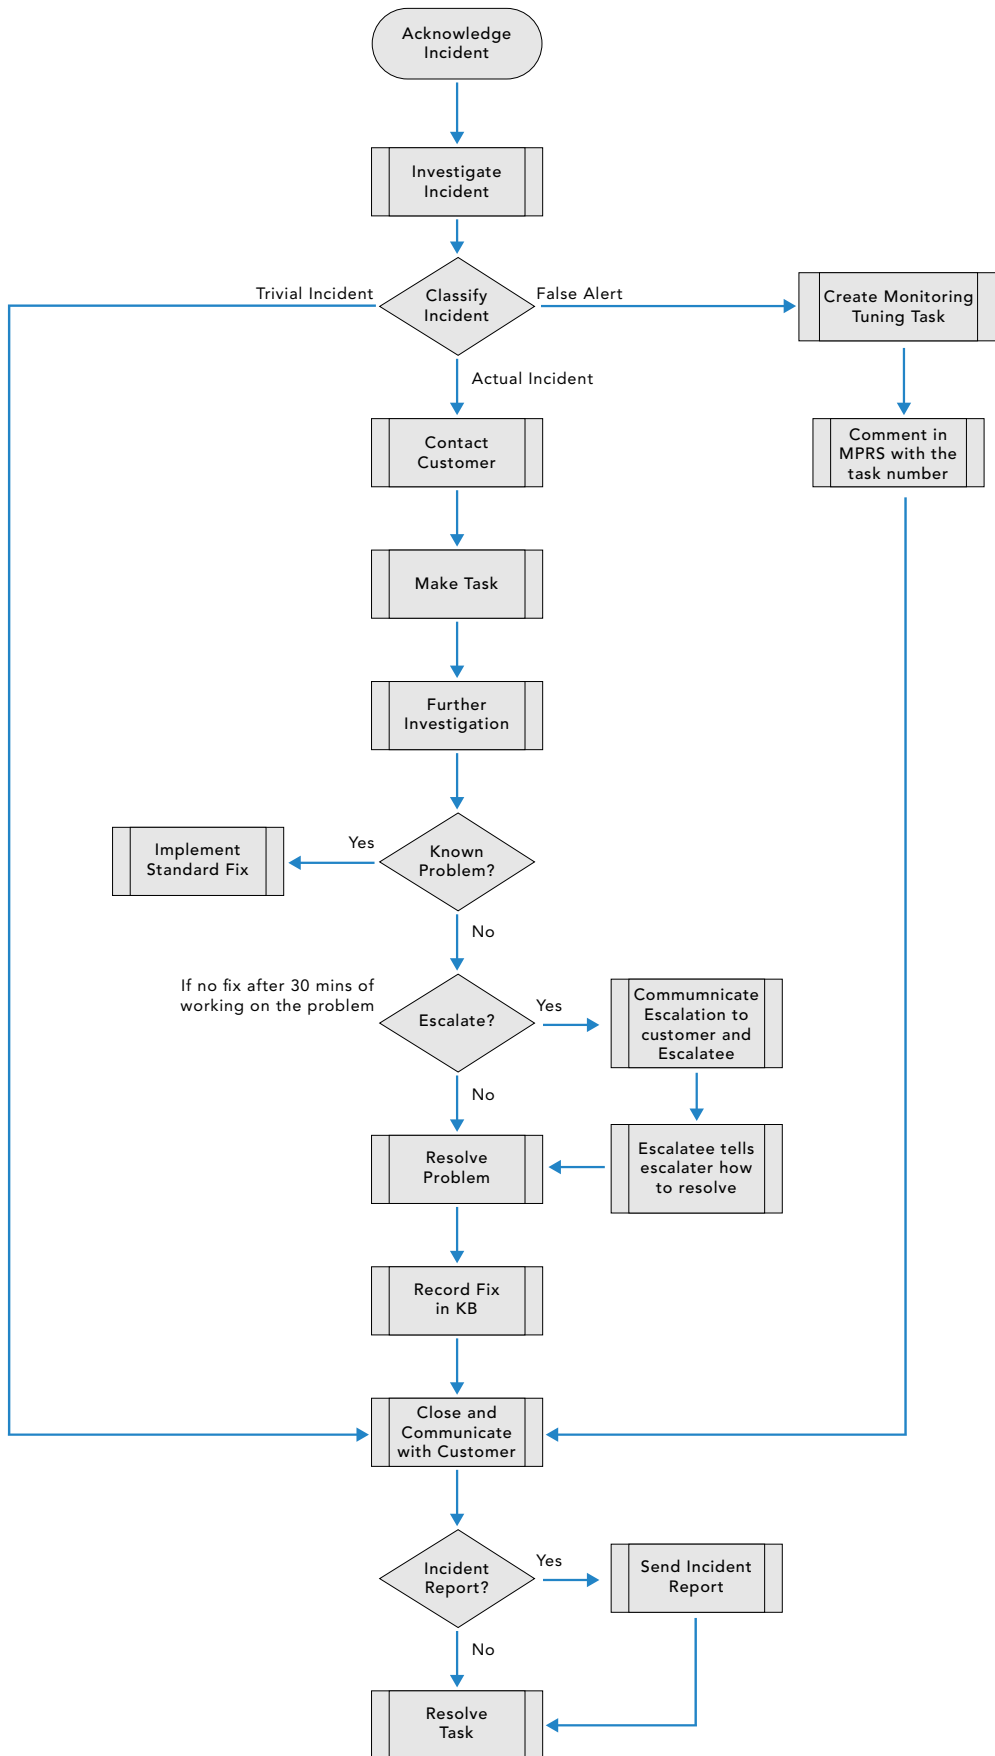 Acknowledge
Incident
Investigate
Incident
Trivial Incident
Classify
Incident
False Alert
Create Monitoring
Tuning Task
Actual Incident
Contact
Customer
Comment in
MPRS with the
task number
Make Task
Further
Investigation
Implement
Standard Fix
Yes
Known
Problem?
No
If no fix after 30 mins of
working on the problem
Escalate?
Yes
Commumnicate
Escalation to
customer and
Escalatee
No
Resolve
Problem
Escalatee tells
escalater how
to resolve
Record Fix
in KB
Close and
Communicate
with Customer
Incident
Report?
Yes
Send Incident
Report
No
Resolve
Task